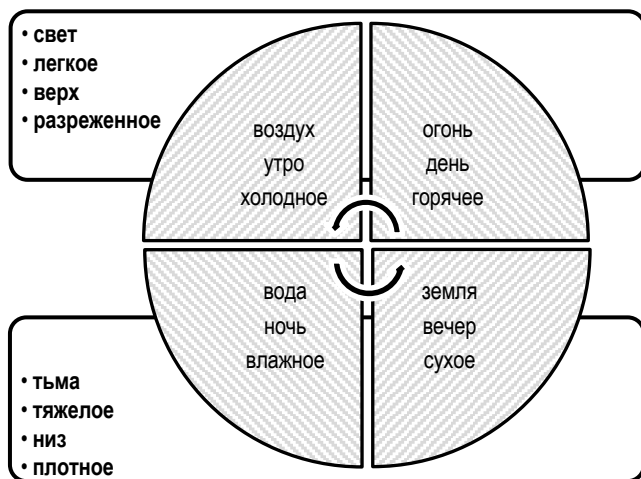 • свет
• легкое
• верх
• разреженное
воздух
утро
холодное
огонь
день
горячее
вода
ночь
влажное
земля
вечер
сухое
• тьма
• тяжелое
• низ
• плотное